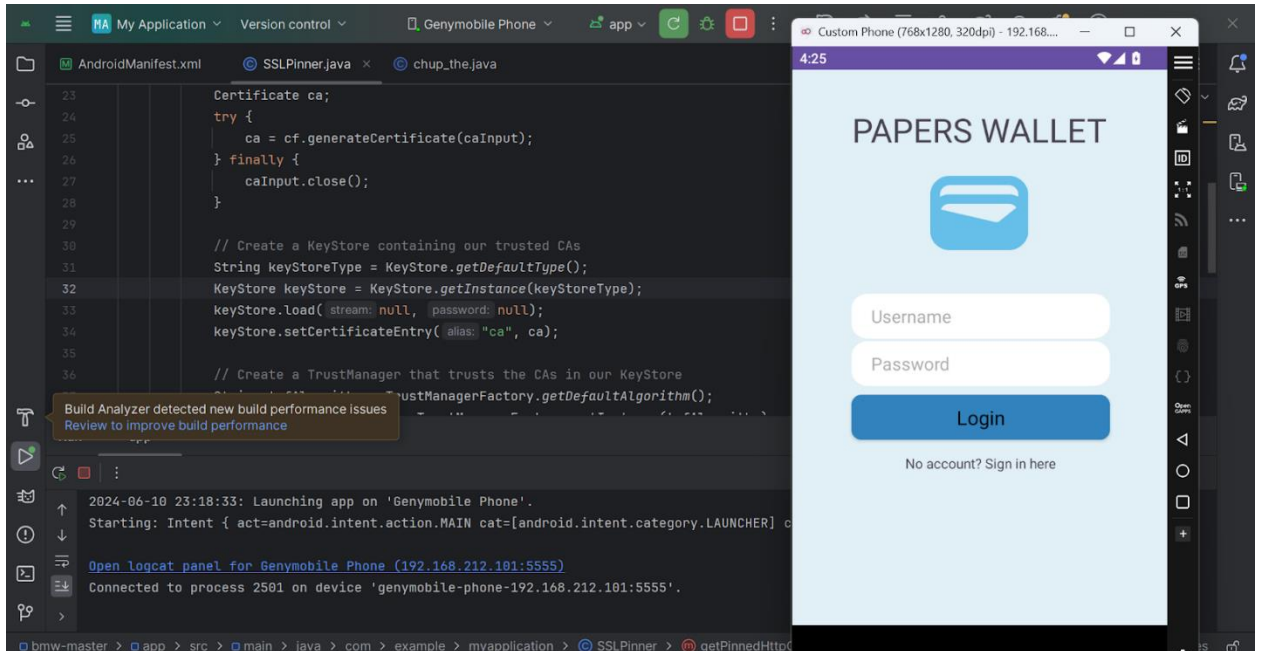 MA My Application
Version control
Genymobile Phone
app
AndroidManifest.xml
SSLPinner.java
chup_the.java
23 Certificate ca;
24 try {
25 ca = cf.generateCertificate(caInput);
26 } finally {
27 caInput.close();
28 }
29
30 // Create a KeyStore containing our trusted CAs
31 String keyStoreType = KeyStore.getDefaultType();
32 KeyStore keyStore = KeyStore.getInstance(keyStoreType);
33 keyStore.load( stream: null, password: null);
34 keyStore.setCertificateEntry( alias: "ca", ca);
35
36 // Create a TrustManager that trusts the CAs in our KeyStore
TrustManagerFactory.getDefaultAlgorithm();
Build Analyzer detected new build performance issues
Review to improve build performance
2024-06-10 23:18:33: Launching app on 'Genymobile Phone'.
Starting: Intent { act=android.intent.action.MAIN cat=[android.intent.category.LAUNCHER] c
Open logcat panel for Genymobile Phone (192.168.212.101:5555)
Connected to process 2501 on device 'genymobile-phone-192.168.212.101:5555'.
bmw-master > app > src > main > java > com > example > myapplication > SSLPinner > getPinnedHttpC
Custom Phone (768x1280, 320dpi) - 192.168....
4:25
PAPERS WALLET
Username
Password
Login
No account? Sign in here
ID
1:1
GPS
Open
GAPPS